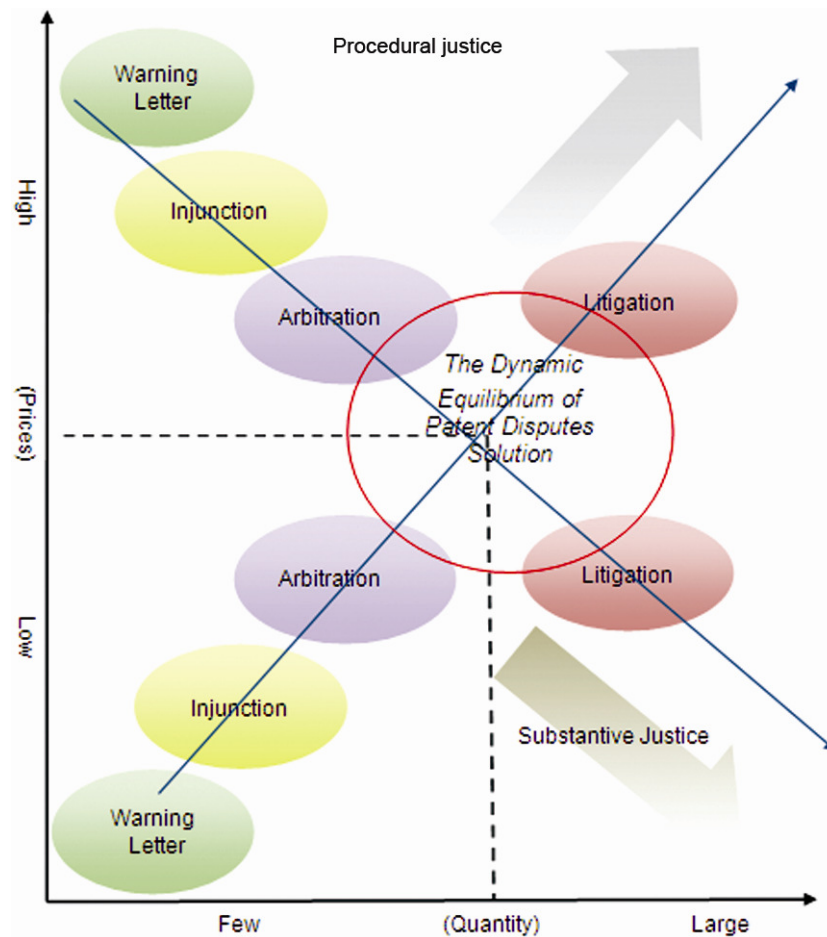 Procedural justice
Warning
Letter
Injunction
Arbitration
Litigation
The Dynamic
Equilibrium of
Patent Disputes
Solution
Arbitration
Litigation
Injunction
Substantive Justice
Warning
Letter
High
(Prices)
Low
Few
(Quantity)
Large